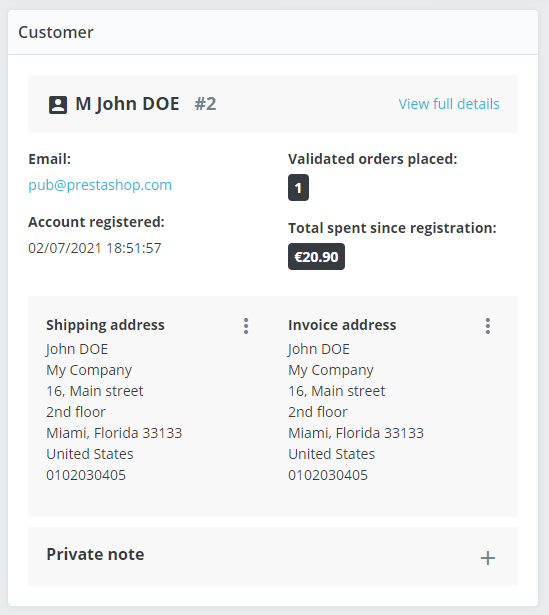 Customer
M John DOE #2
View full details
Email:
pub@prestashop.com
Account registered:
02/07/2021 18:51:57
Validated orders placed:
1
Total spent since registration:
€20.90
Shipping address
John DOE
My Company
16, Main street
2nd floor
Miami, Florida 33133
United States
0102030405
Invoice address
John DOE
My Company
16, Main street
2nd floor
Miami, Florida 33133
United States
0102030405
Private note